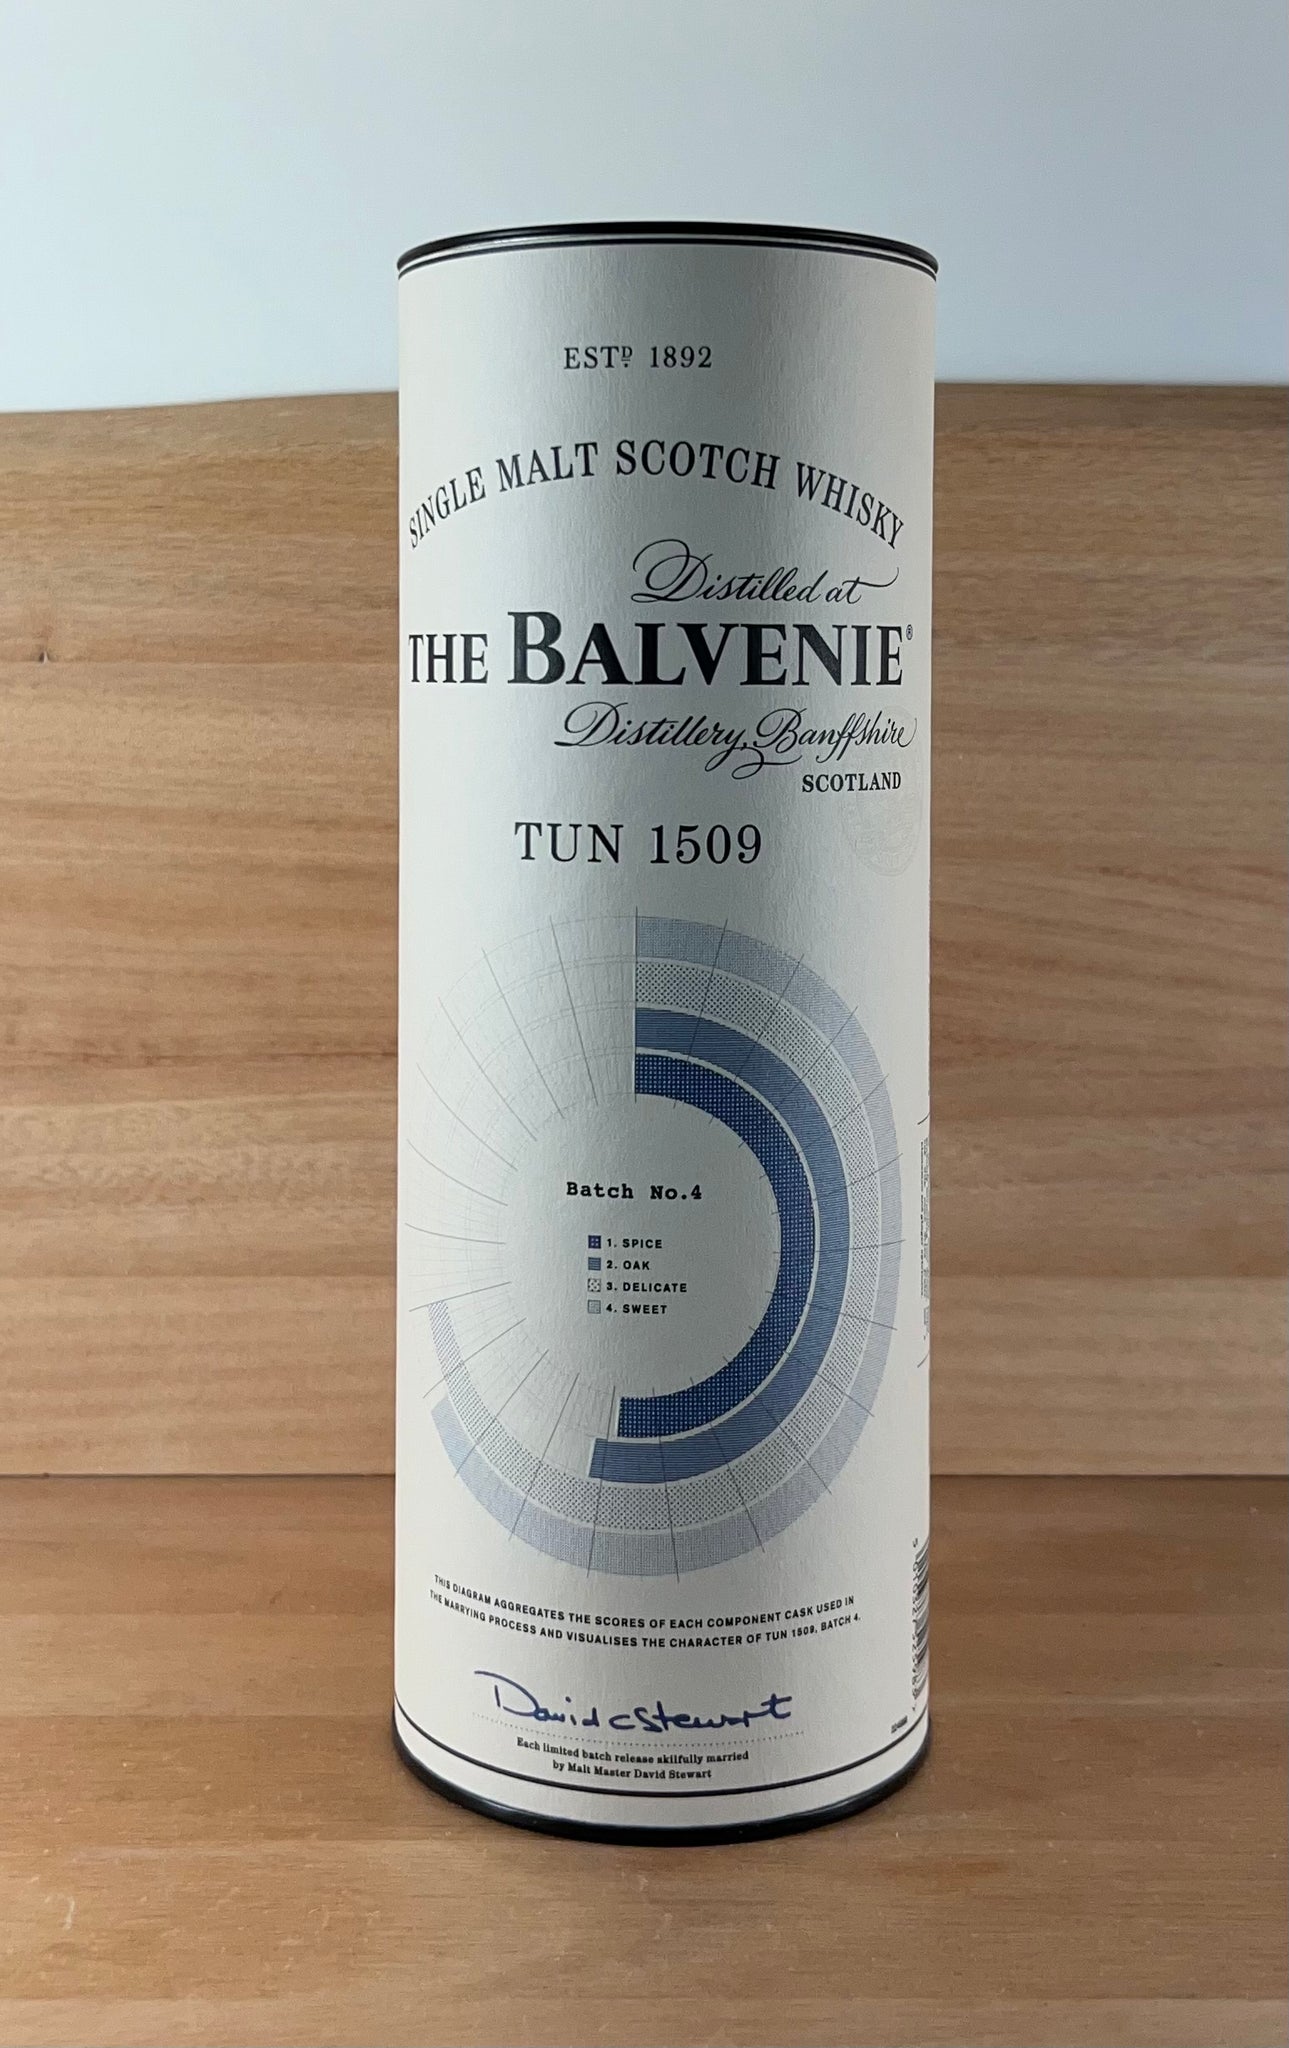 ESTD 1892
SINGLE MALT SCOTCH WHISKY
Distilled at
THE BALVENIE®
Distillery, Banffshire
SCOTLAND
TUN 1509
Batch No.4
1. SPICE
2. OAK
3. DELICATE
4. SWEET
THIS DIAGRAM AGGREGATES THE SCORES OF EACH COMPONENT CASK USED IN
THE MARRYING PROCESS AND VISUALISES THE CHARACTER OF TUN 1509, BATCH 4.
David C Stewart
Each limited batch release skilfully married
by Malt Master David Stewart